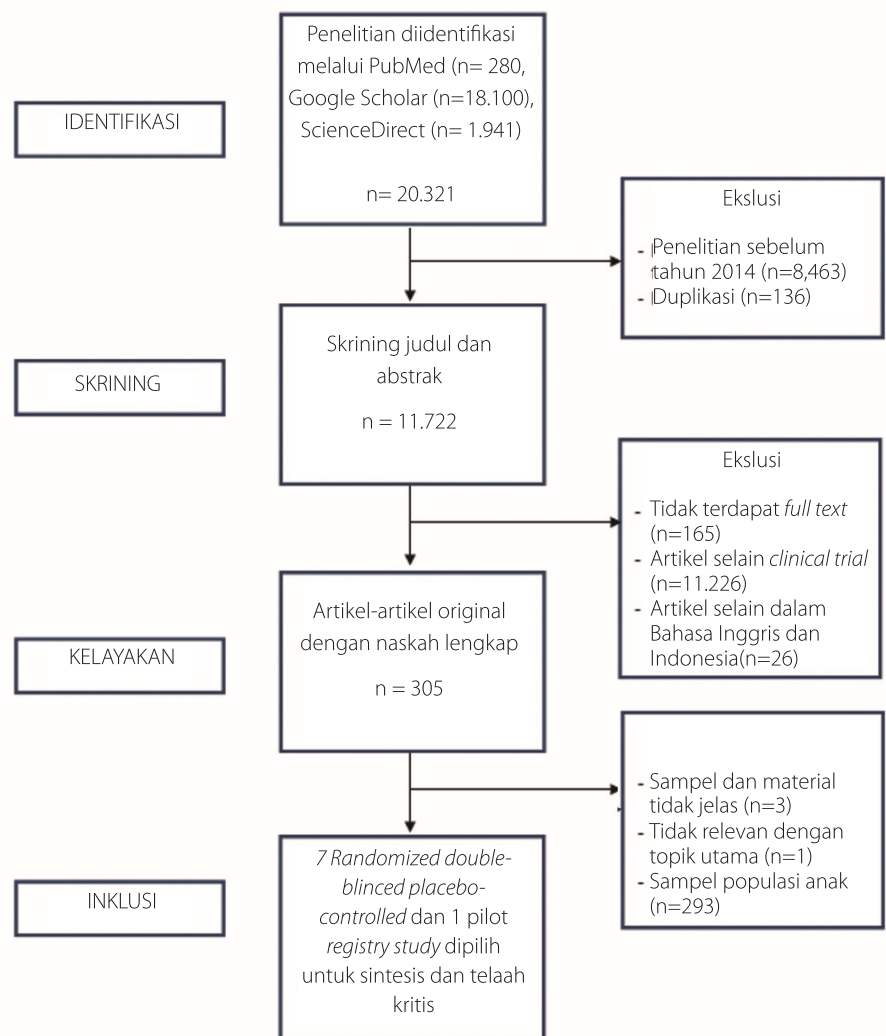 Penelitian diidentifikasi
melalui PubMed (n= 280,
Google Scholar (n=18.100),
ScienceDirect (n= 1.941)
n= 20.321
IDENTIFIKASI
Ekslusi
- Penelitian sebelum
tahun 2014 (n=8,463)
- Duplikasi (n=136)
Skrining judul dan
abstrak
n = 11.722
SKRINING
Ekslusi
- Tidak terdapat full text
(n=165)
- Artikel selain clinical trial
(n=11.226)
- Artikel selain dalam
Bahasa Inggris dan
Indonesia(n=26)
Artikel-artikel original
dengan naskah lengkap
n = 305
KELAYAKAN
- Sampel dan material
tidak jelas (n=3)
- Tidak relevan dengan
topik utama (n=1)
- Sampel populasi anak
(n=293)
7 Randomized double-
blinced placebo-
controlled dan 1 pilot
registry study dipilih
untuk sintesis dan telaah
kritis
INKLUSI